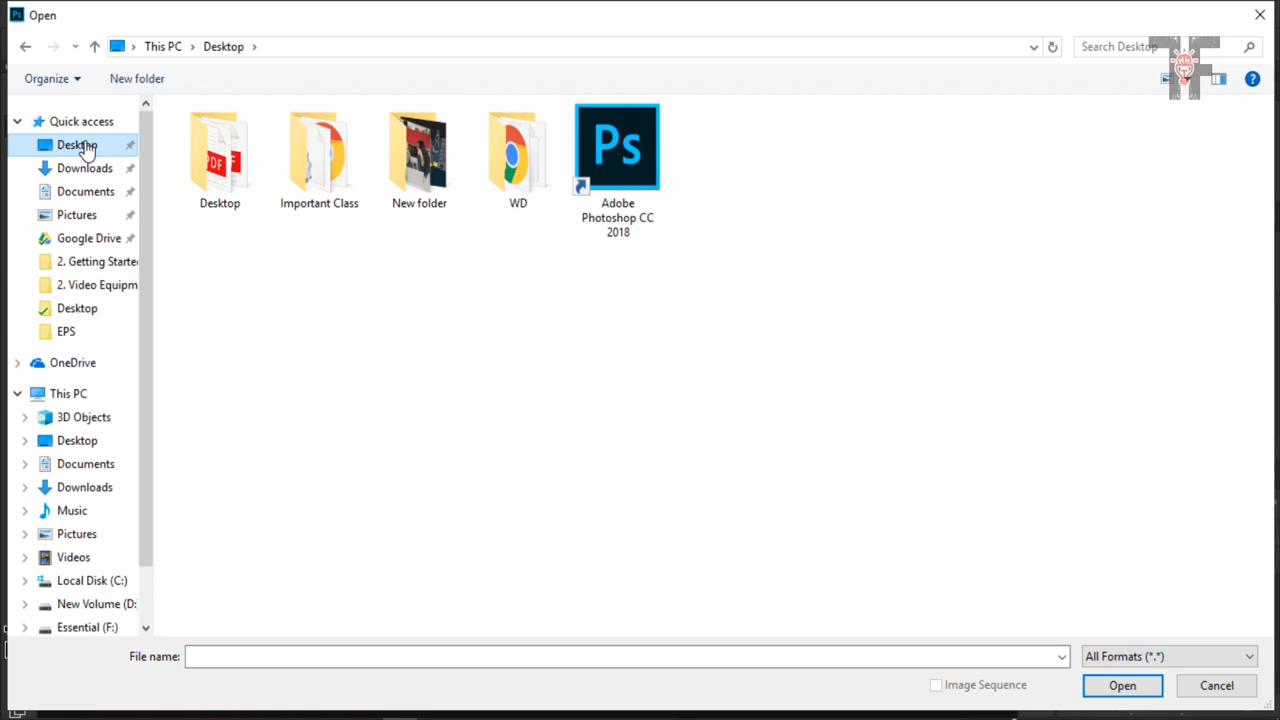 Ps Open
This PC > Desktop >
Search Desktop
Organize
New folder
TF
Quick access
Desktop
Downloads
Documents
Pictures
Google Drive
2. Getting Starte
2. Video Equipm
Desktop
EPS
OneDrive
This PC
3D Objects
Desktop
Documents
Downloads
Music
Pictures
Videos
Local Disk (C:)
New Volume (D:
Essential (F:)
PDF
Desktop
Important Class
New folder
WD
Ps
Adobe
Photoshop CC
2018
File name:
All Formats (*.*)
Image Sequence
Open
Cancel